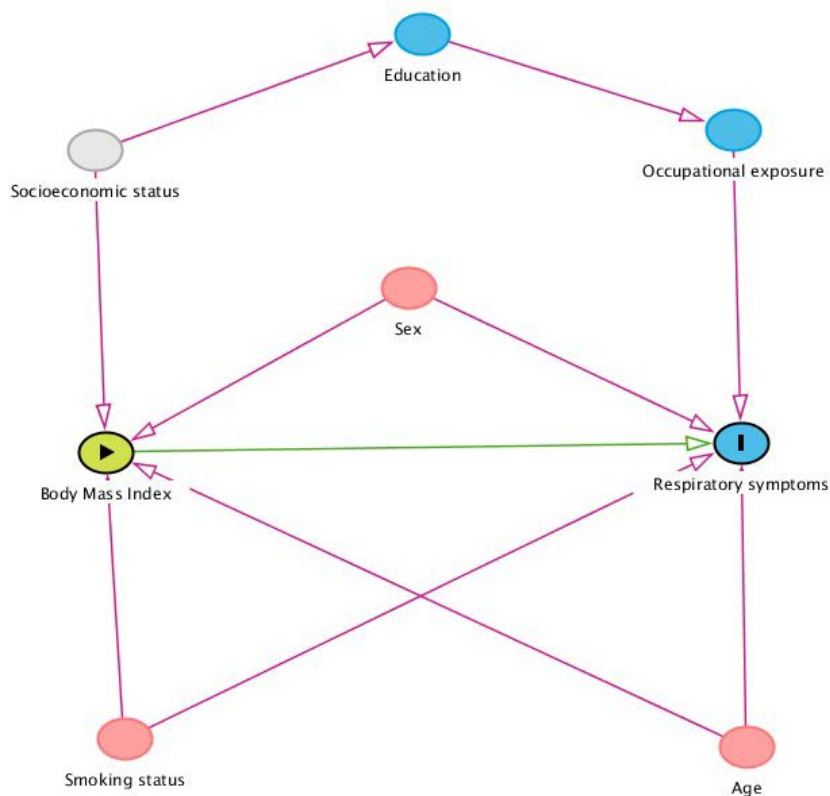 Education
Socioeconomic status
Occupational exposure
Sex
Body Mass Index
Respiratory symptoms
Smoking status
Age